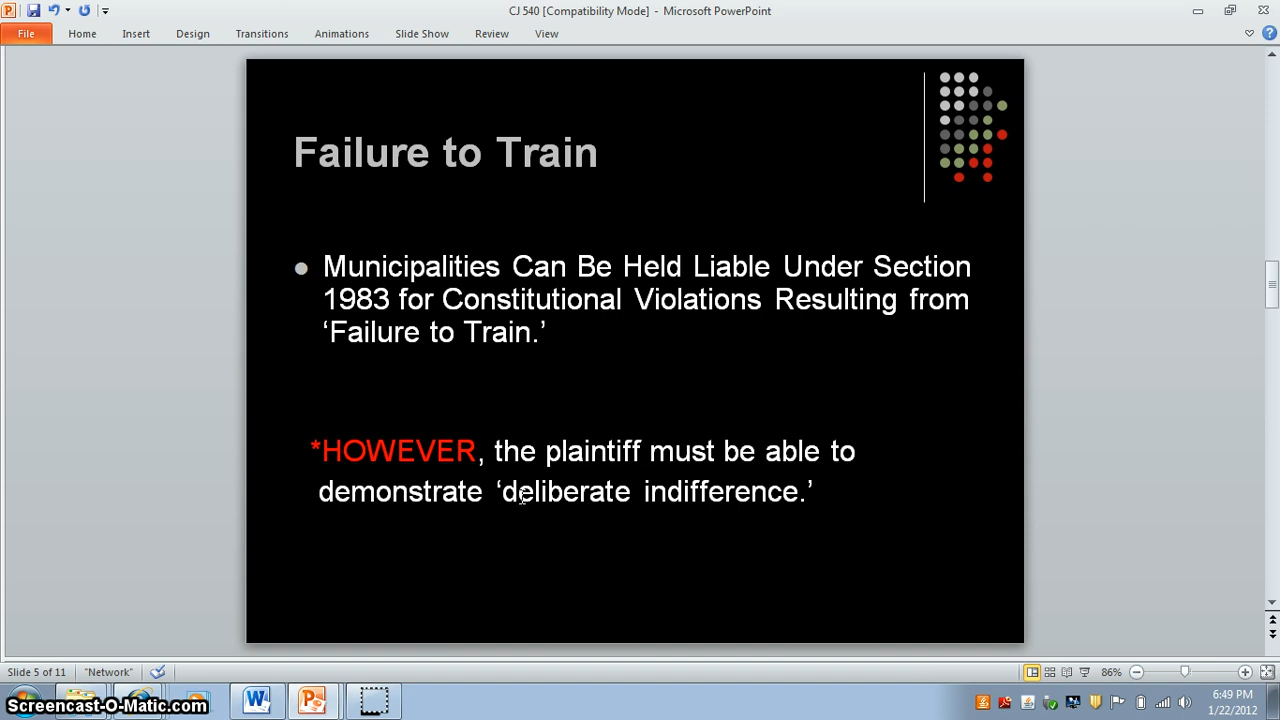 CJ 540 [Compatibility Mode] - Microsoft PowerPoint
File Home Insert Design Transitions Animations Slide Show Review View
Failure to Train
Municipalities Can Be Held Liable Under Section
1983 for Constitutional Violations Resulting from
‘Failure to Train.’
*HOWEVER, the plaintiff must be able to
demonstrate ‘deliberate indifference.’
Slide 5 of 11 "Network" 86%
6:49 PM
Screencast-O-Matic.com 1/22/2012